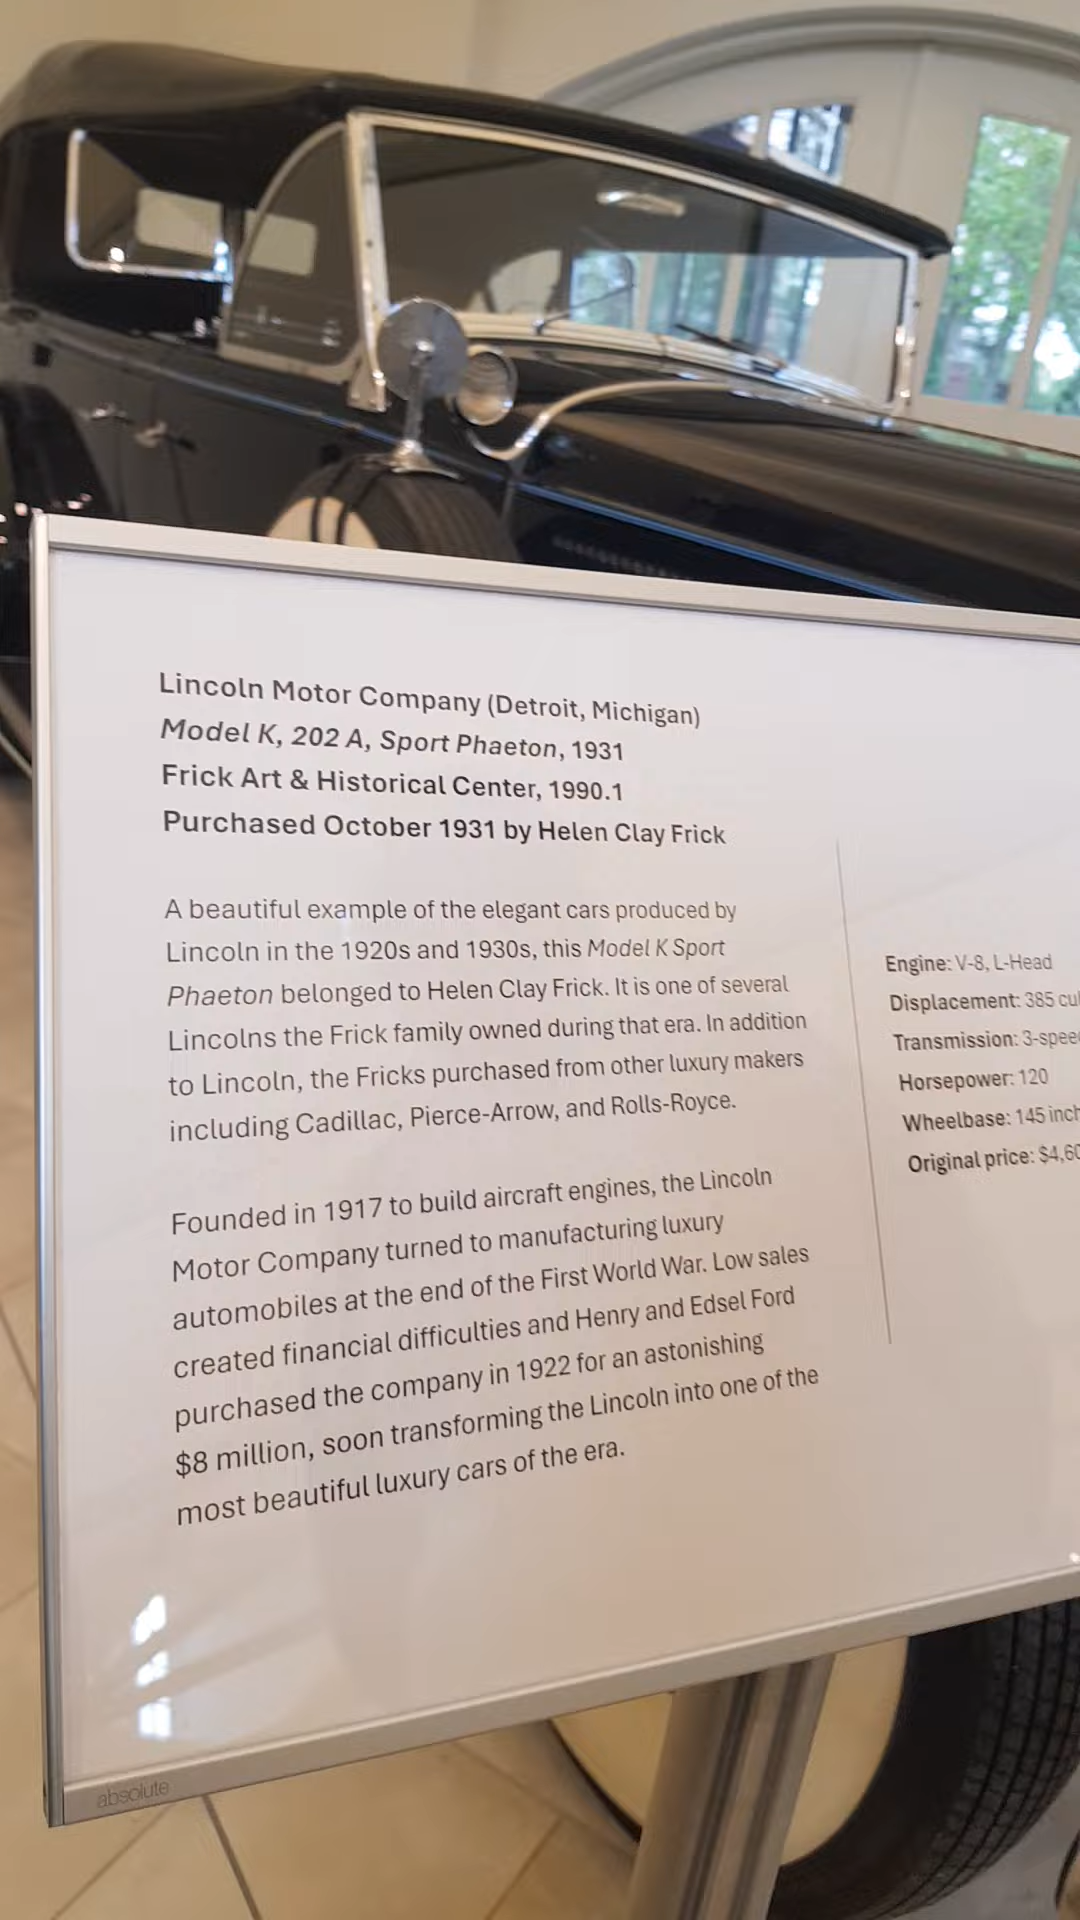 Lincoln Motor Company (Detroit, Michigan)
Model K, 202 A, Sport Phaeton, 1931
Frick Art & Historical Center, 1990.1
Purchased October 1931 by Helen Clay Frick
A beautiful example of the elegant cars produced by
Lincoln in the 1920s and 1930s, this Model K Sport
Phaeton belonged to Helen Clay Frick. It is one of several
Lincolns the Frick family owned during that era. In addition
to Lincoln, the Fricks purchased from other luxury makers
including Cadillac, Pierce-Arrow, and Rolls-Royce.
Founded in 1917 to build aircraft engines, the Lincoln
Motor Company turned to manufacturing luxury
automobiles at the end of the First World War. Low sales
created financial difficulties and Henry and Edsel Ford
purchased the company in 1922 for an astonishing
$8 million, soon transforming the Lincoln into one of the
most beautiful luxury cars of the era.
Engine: V-8, L-Head
Displacement: 385
Transmission:
Horsepower: 120
Wheelbase: 145
Original price:
absolute